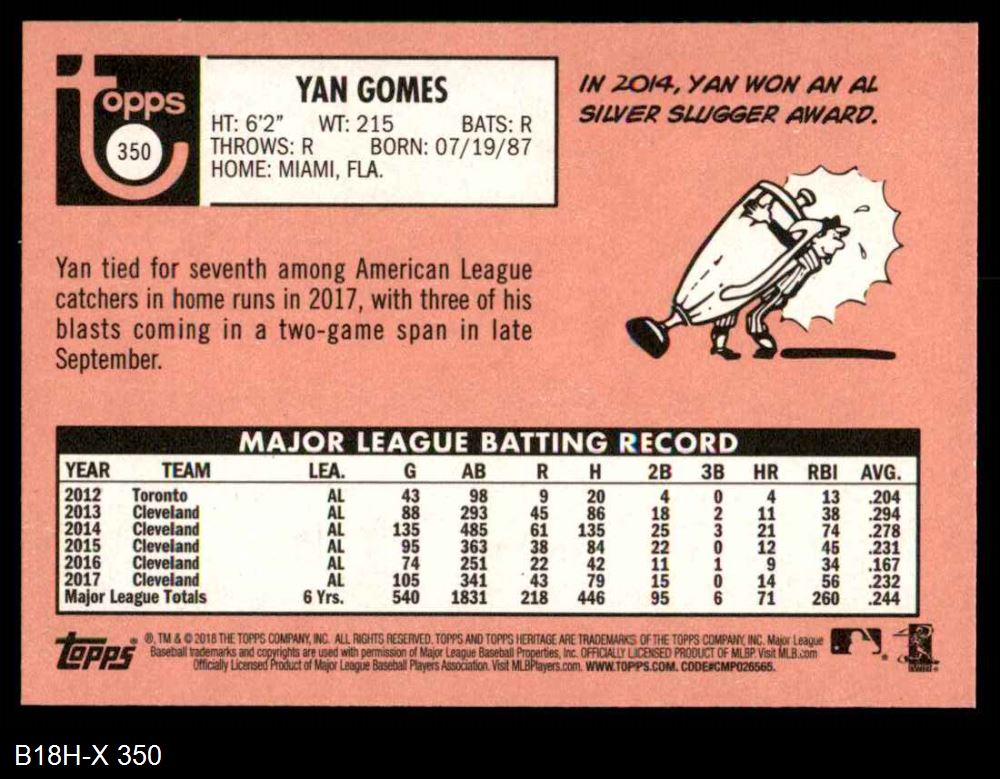 Topps
350
YAN GOMES
HT: 6'2" WT: 215 BATS: R
THROWS: R BORN: 07/19/87
HOME: MIAMI, FLA.
IN 2014, YAN WON AN AL
SILVER SLUGGER AWARD.
Yan tied for seventh among American League
catchers in home runs in 2017, with three of his
blasts coming in a two-game span in late
September.
MAJOR LEAGUE BATTING RECORD
YEAR TEAM LEA. G AB R H 2B 3B HR RBI AVG.
2012 Toronto AL 43 98 9 20 4 0 4 13 .204
2013 Cleveland AL 88 293 45 86 18 2 11 38 .294
2014 Cleveland AL 135 485 61 135 25 3 21 74 .278
2015 Cleveland AL 95 363 38 84 22 0 12 45 .231
2016 Cleveland AL 74 251 22 42 11 1 9 34 .167
2017 Cleveland AL 105 341 43 79 15 0 14 56 .232
Major League Totals 6 Yrs. 540 1831 218 446 95 6 71 260 .244
Topps ® ®, TM & © 2018 THE TOPPS COMPANY, INC. ALL RIGHTS RESERVED. TOPPS AND TOPPS HERITAGE ARE TRADEMARKS OF THE TOPPS COMPANY, INC. Major League
Baseball trademarks and copyrights are used with permission of Major League Baseball Properties, Inc. OFFICIALLY LICENSED PRODUCT OF MLBP. Visit MLB.com
Officially Licensed Product of Major League Baseball Players Association. Visit MLBPlayers.com. WWW.TOPPS.COM. CODE#CMP026565.
B18H-X 350